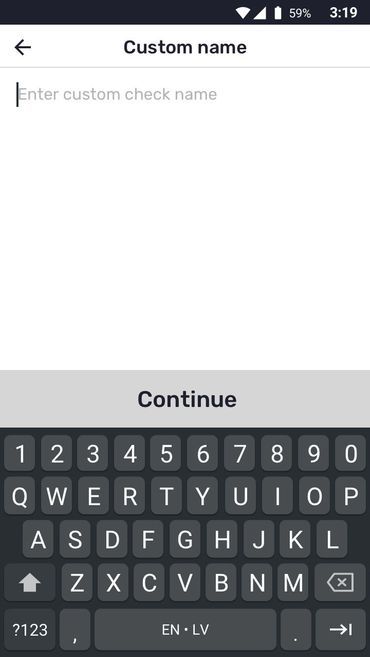 59% 3:19
Custom name
Enter custom check name
Continue
1 2 3 4 5 6 7 8 9 0
Q W E R T Y U I O P
A S D F G H J K L
Z X C V B N M
?123 , EN • LV .